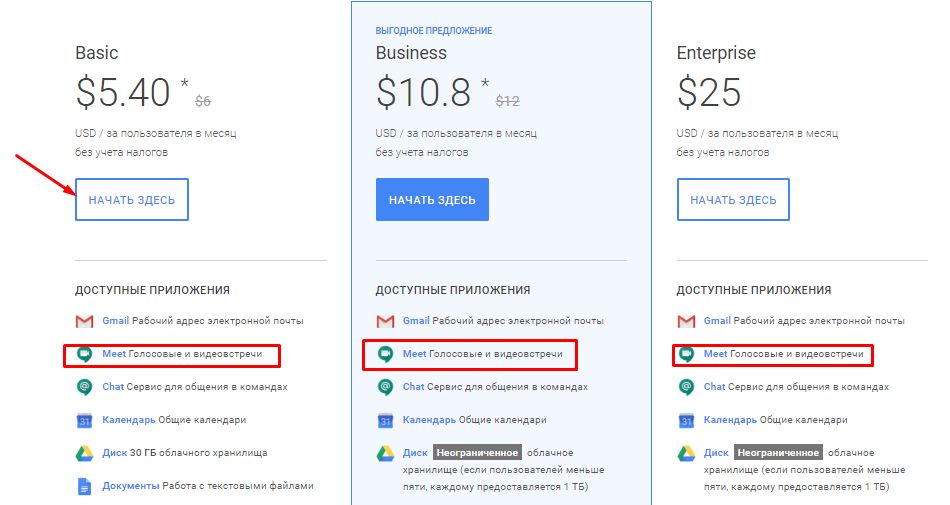 Basic
$5.40 * $6
USD / за пользователя в месяц
без учета налогов
НАЧАТЬ ЗДЕСЬ
ДОСТУПНЫЕ ПРИЛОЖЕНИЯ
Gmail Рабочий адрес электронной почты
Meet Голосовые и видеовстречи
Chat Сервис для общения в командах
31 Календарь Общие календари
Диск 30 ГБ облачного хранилища
Документы Работа с текстовыми файлами
ВЫГОДНОЕ ПРЕДЛОЖЕНИЕ
Business
$10.8 * $12
USD / за пользователя в месяц
без учета налогов
НАЧАТЬ ЗДЕСЬ
ДОСТУПНЫЕ ПРИЛОЖЕНИЯ
Gmail Рабочий адрес электронной почты
Meet Голосовые и видеовстречи
Chat Сервис для общения в командах
31 Календарь Общие календари
Диск Неограниченное облачное
хранилище (если пользователей меньше
пяти, каждому предоставляется 1 ТБ)
Enterprise
$25
USD / за пользователя в месяц
без учета налогов
НАЧАТЬ ЗДЕСЬ
ДОСТУПНЫЕ ПРИЛОЖЕНИЯ
Gmail Рабочий адрес электронной почты
Meet Голосовые и видеовстречи
Chat Сервис для общения в командах
31 Календарь Общие календари
Диск Неограниченное облачное
хранилище (если пользователей меньше
пяти, каждому предоставляется 1 ТБ)